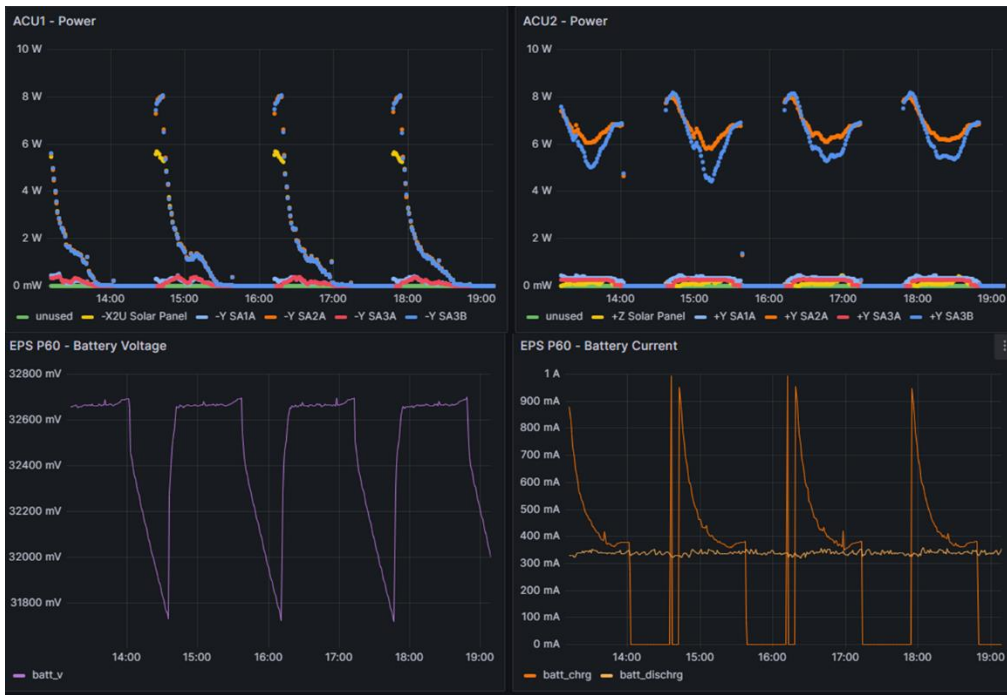 ACU1 - Power
10 W
8 W
6 W
4 W
2 W
0 mW
14:00 15:00 16:00 17:00 18:00 19:00
unused -X2U Solar Panel -Y SA1A -Y SA2A -Y SA3A -Y SA3B
ACU2 - Power
10 W
8 W
6 W
4 W
2 W
0 mW
14:00 15:00 16:00 17:00 18:00 19:00
unused +Z Solar Panel +Y SA1A +Y SA2A +Y SA3A +Y SA3B
EPS P60 - Battery Voltage
32800 mV
32600 mV
32400 mV
32200 mV
32000 mV
31800 mV
14:00 15:00 16:00 17:00 18:00 19:00
batt_v
EPS P60 - Battery Current
1 A
900 mA
800 mA
700 mA
600 mA
500 mA
400 mA
300 mA
200 mA
100 mA
0 mA
14:00 15:00 16:00 17:00 18:00 19:00
batt_chrg batt_dischrg